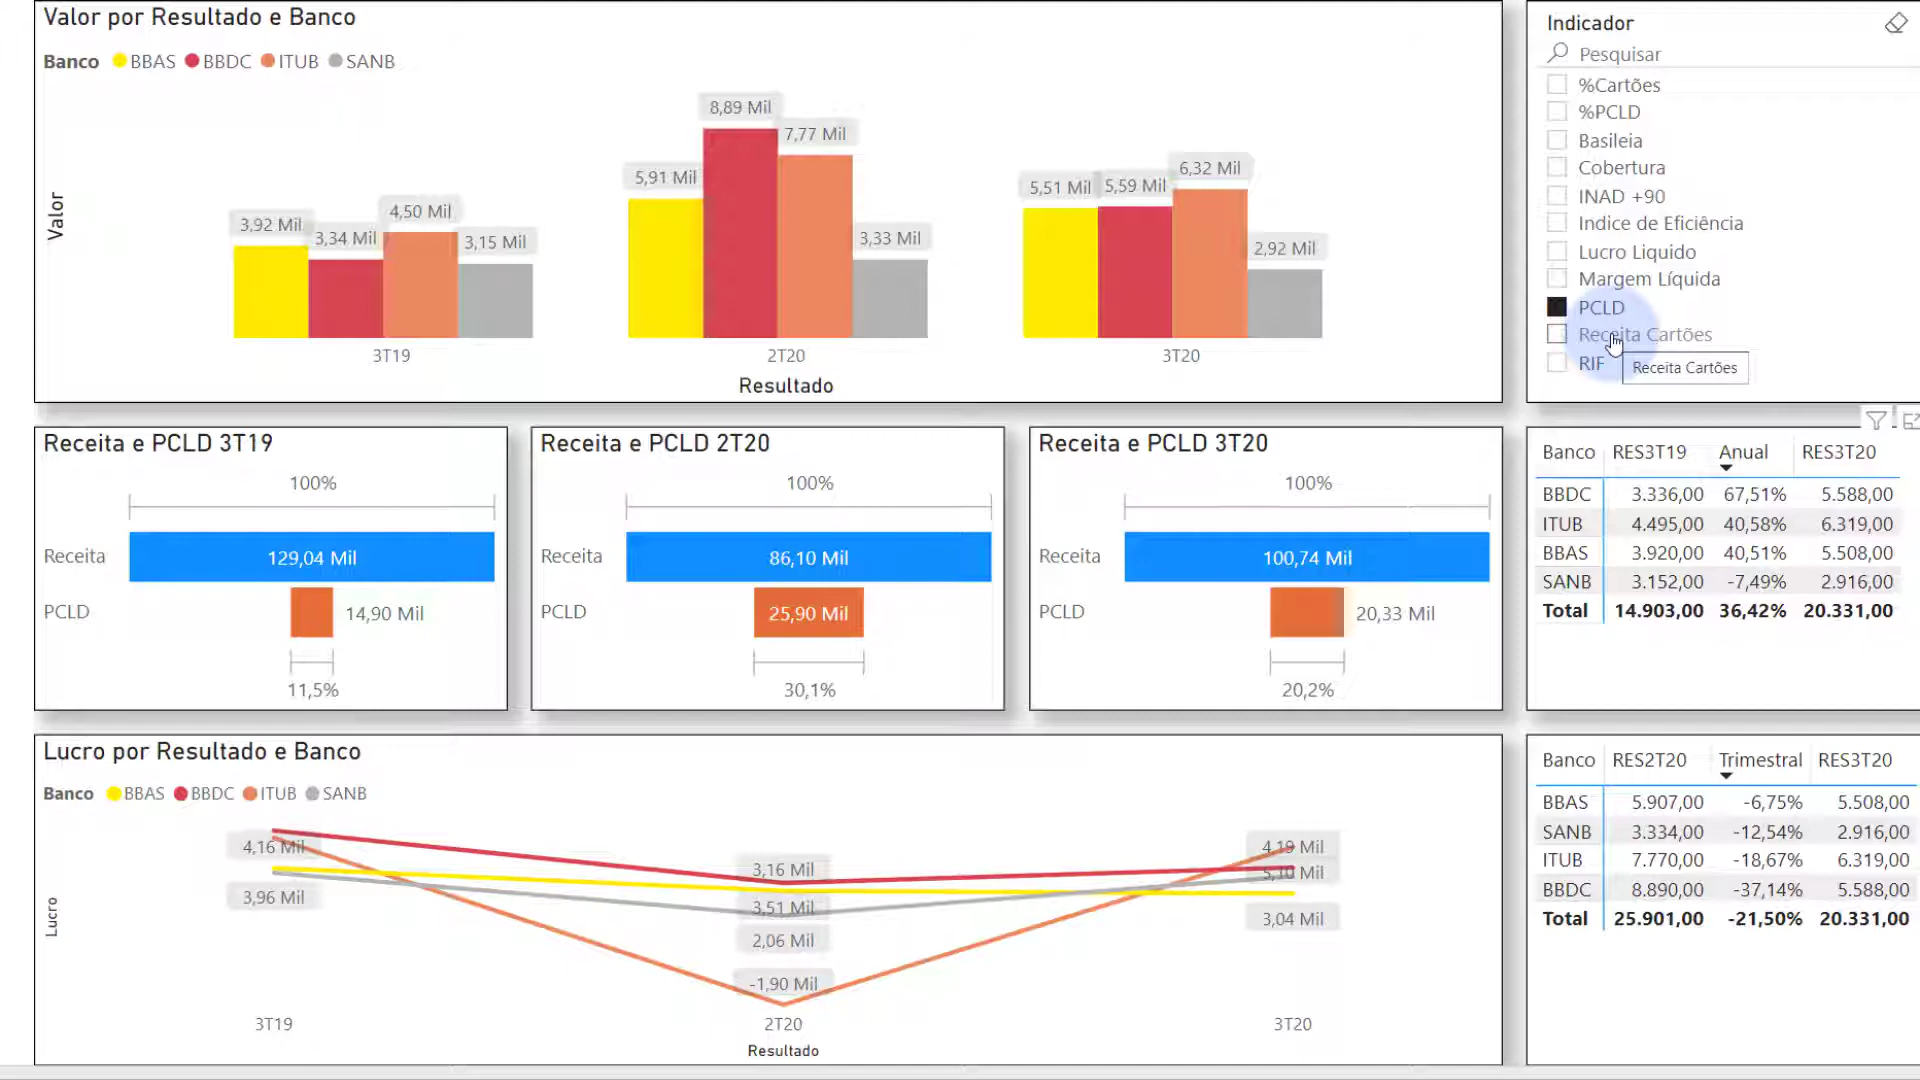 Valor por Resultado e Banco
Banco BBAS BBDC ITUB SANB
Valor
3,92 Mil
3,34 Mil
4,50 Mil
3,15 Mil
5,91 Mil
8,89 Mil
7,77 Mil
3,33 Mil
5,51 Mil
5,59 Mil
6,32 Mil
2,92 Mil
3T19 2T20 3T20
Resultado
Indicador
Pesquisar
%Cartões
%PCLD
Basileia
Cobertura
INAD +90
Indice de Eficiência
Lucro Liquido
Margem Líquida
PCLD
Receita Cartões
RIF
Receita Cartões
Receita e PCLD 3T19
100%
Receita 129,04 Mil
PCLD 14,90 Mil
11,5%
Receita e PCLD 2T20
100%
Receita 86,10 Mil
PCLD 25,90 Mil
30,1%
Receita e PCLD 3T20
100%
Receita 100,74 Mil
PCLD 20,33 Mil
20,2%
Banco RES3T19 Anual RES3T20
BBDC 3.336,00 67,51% 5.588,00
ITUB 4.495,00 40,58% 6.319,00
BBAS 3.920,00 40,51% 5.508,00
SANB 3.152,00 -7,49% 2.916,00
Total 14.903,00 36,42% 20.331,00
Lucro por Resultado e Banco
Banco BBAS BBDC ITUB SANB
Lucro
4,16 Mil
3,96 Mil
3,16 Mil
3,51 Mil
2,06 Mil
-1,90 Mil
4,19 Mil
5,10 Mil
3,04 Mil
3T19 2T20 3T20
Resultado
Banco RES2T20 Trimestral RES3T20
BBAS 5.907,00 -6,75% 5.508,00
SANB 3.334,00 -12,54% 2.916,00
ITUB 7.770,00 -18,67% 6.319,00
BBDC 8.890,00 -37,14% 5.588,00
Total 25.901,00 -21,50% 20.331,00